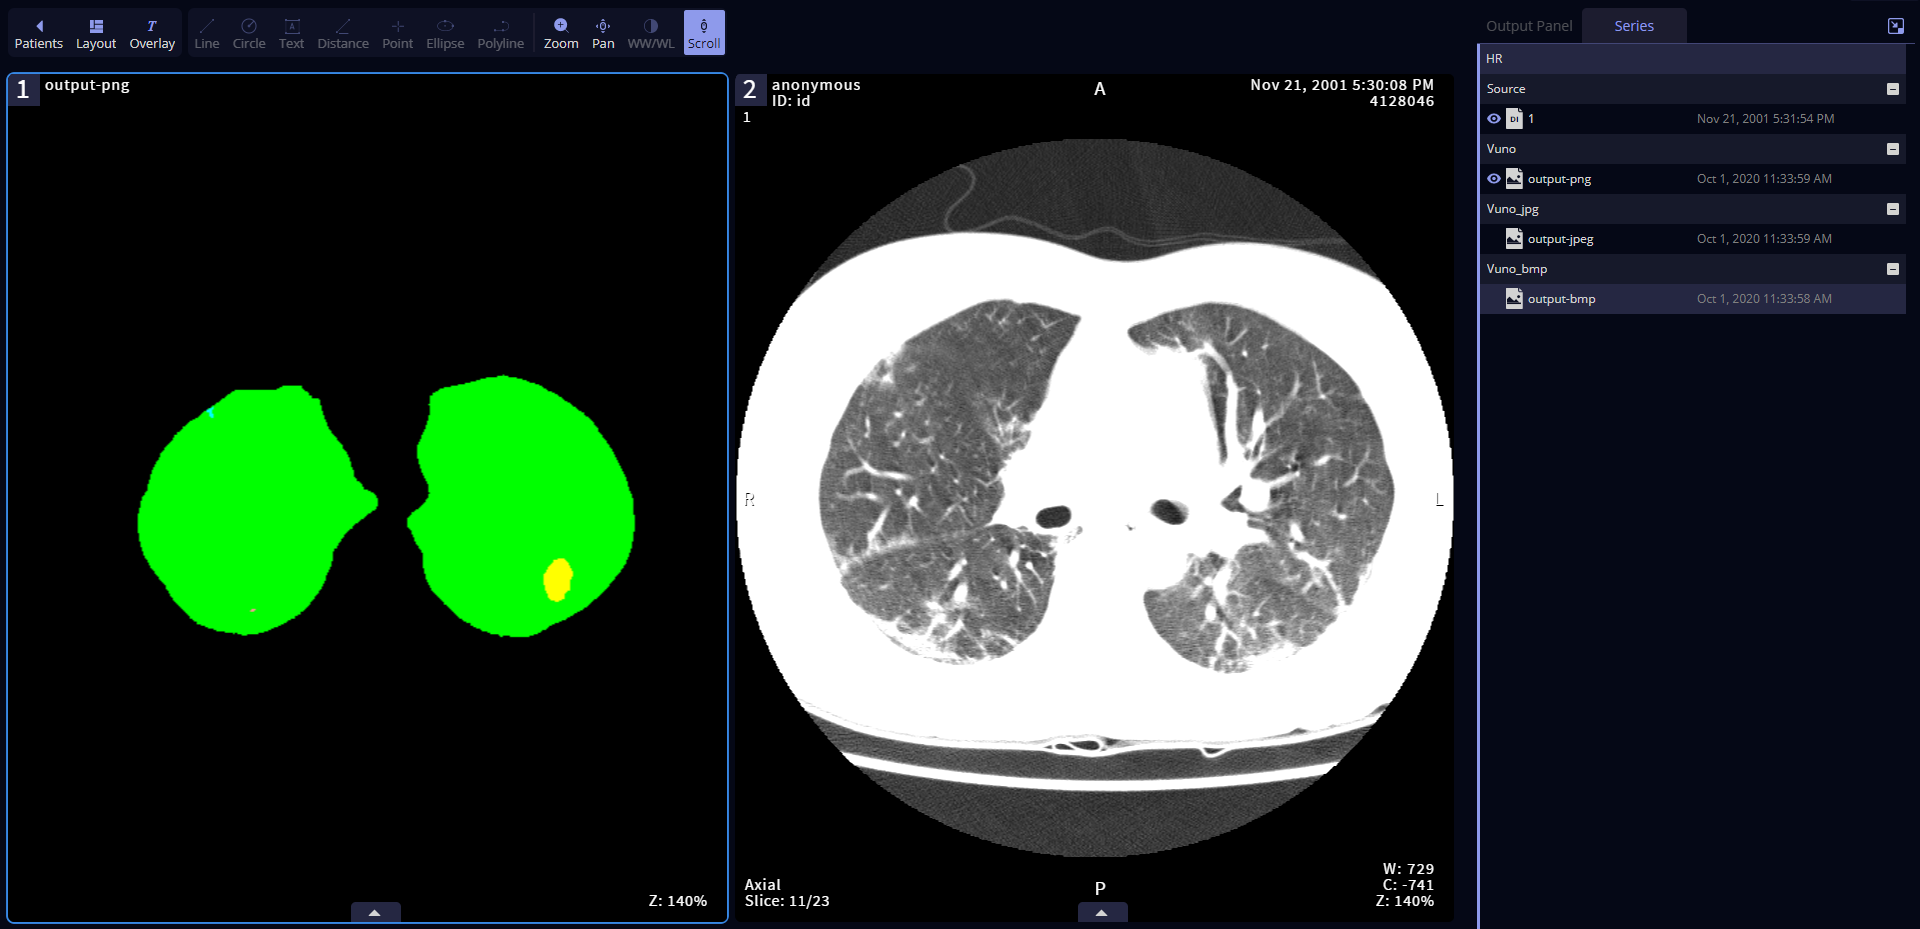 Patients Layout Overlay Line Circle Text Distance Point Ellipse Polyline Zoom Pan WW/WL Scroll
Output Panel Series
1 output-png
2 anonymous
ID: id
1
A
Nov 21, 2001 5:30:08 PM
4128046
R
L
Z: 140%
Axial
Slice: 11/23
P
W: 729
C: -741
Z: 140%
HR
Source
DI 1 Nov 21, 2001 5:31:54 PM
Vuno
output-png Oct 1, 2020 11:33:59 AM
Vuno_jpg
output-jpeg Oct 1, 2020 11:33:59 AM
Vuno_bmp
output-bmp Oct 1, 2020 11:33:58 AM